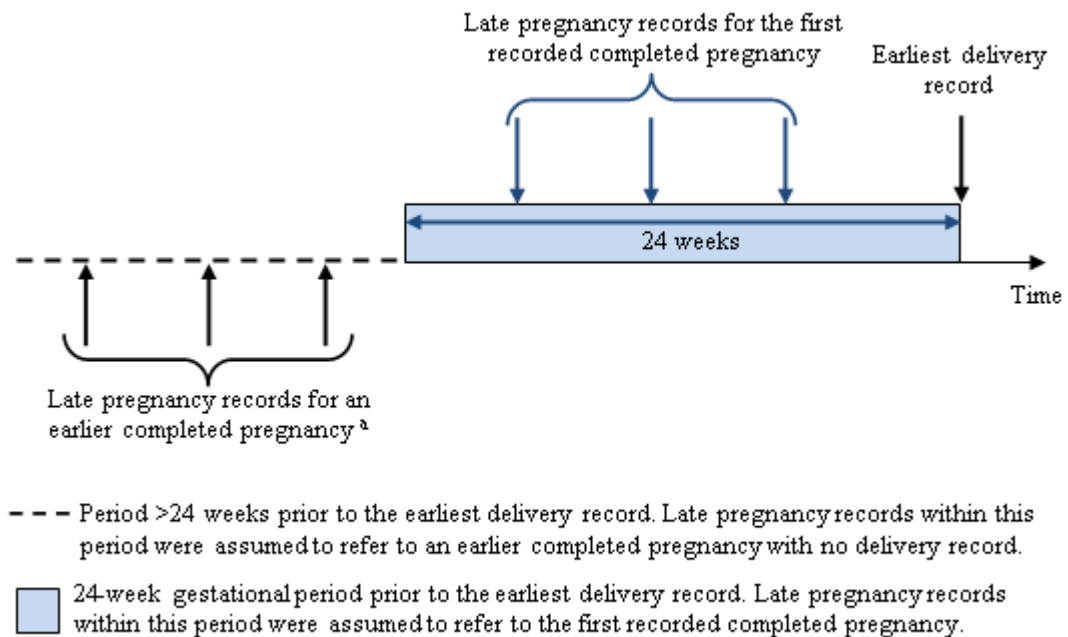 Late pregnancy records for the first
recorded completed pregnancy
Earliest delivery
record
24 weeks
Time
Late pregnancy records for an
earlier completed pregnancy a
Period >24 weeks prior to the earliest delivery record. Late pregnancy records within this
period were assumed to refer to an earlier completed pregnancy with no delivery record.
24-week gestational period prior to the earliest delivery record. Late pregnancy records
within this period were assumed to refer to the first recorded completed pregnancy.